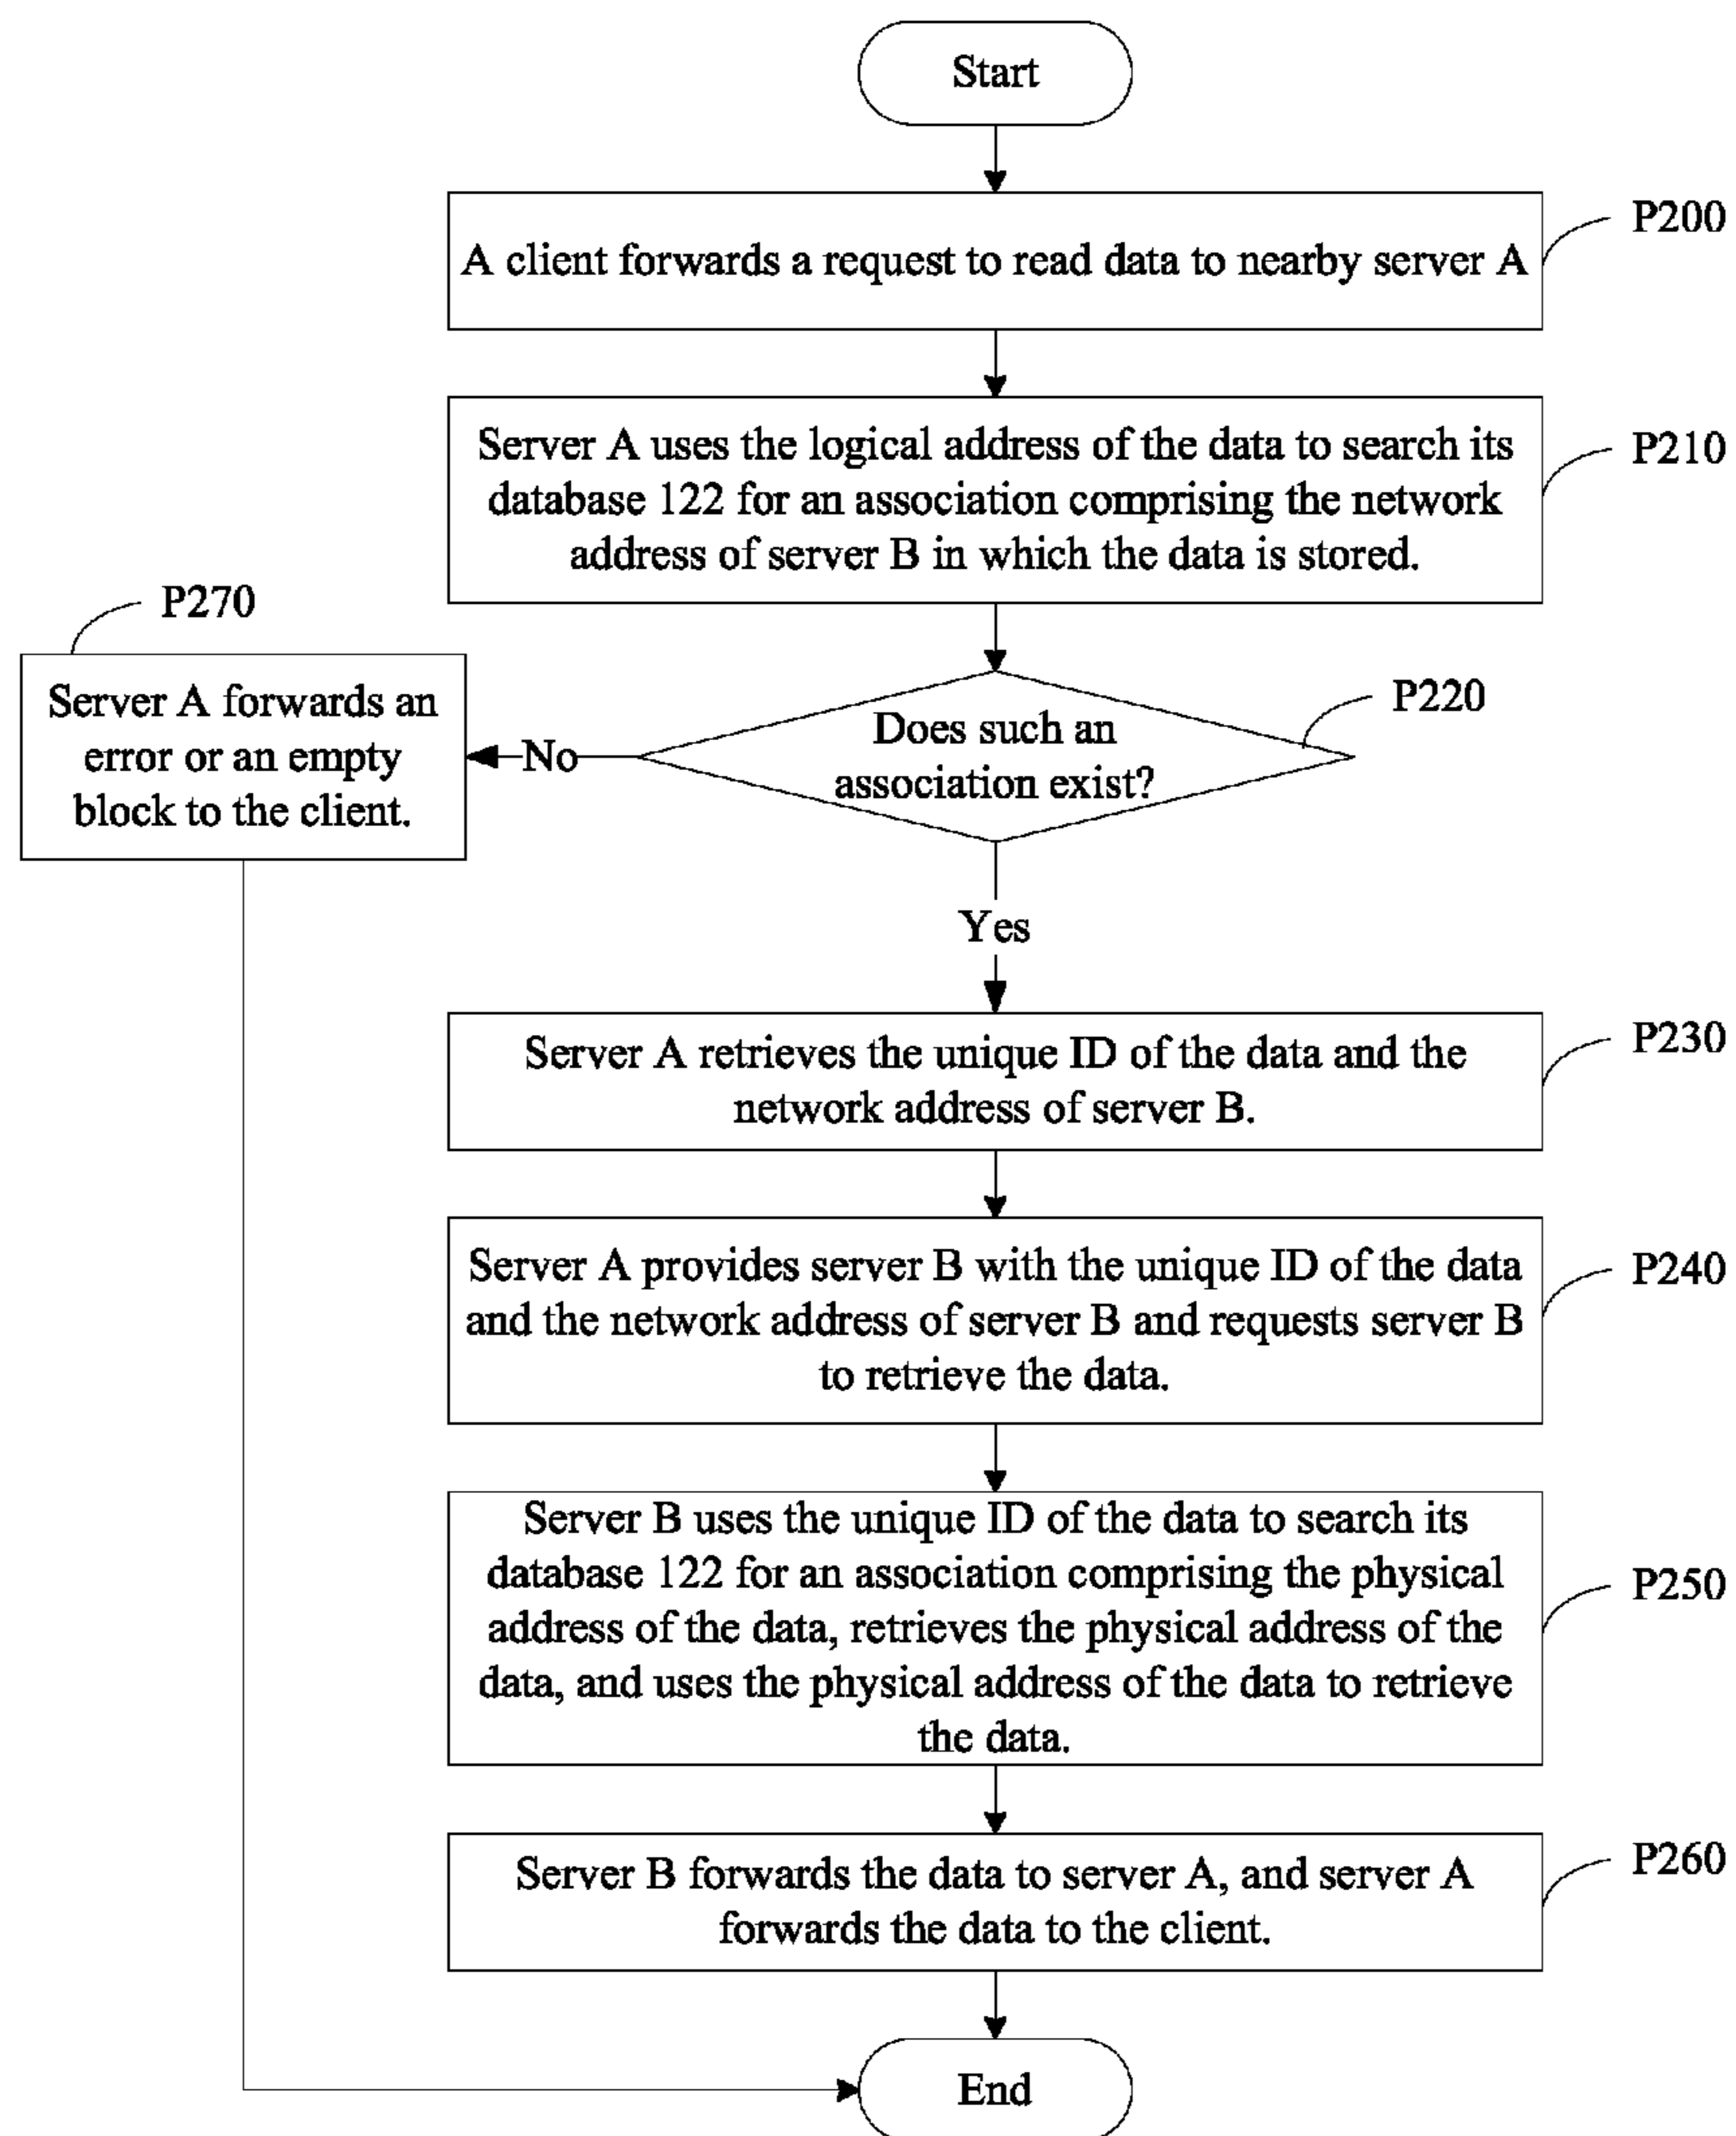 Start
A client forwards a request to read data to nearby server A
P200
Server A uses the logical address of the data to search its
database 122 for an association comprising the network
address of server B in which the data is stored.
P210
Does such an
association exist?
P220
No
P270
Server A forwards an
error or an empty
block to the client.
Yes
Server A retrieves the unique ID of the data and the
network address of server B.
P230
Server A provides server B with the unique ID of the data
and the network address of server B and requests server B
to retrieve the data.
P240
Server B uses the unique ID of the data to search its
database 122 for an association comprising the physical
address of the data, retrieves the physical address of the
data, and uses the physical address of the data to retrieve
the data.
P250
Server B forwards the data to server A, and server A
forwards the data to the client.
P260
End